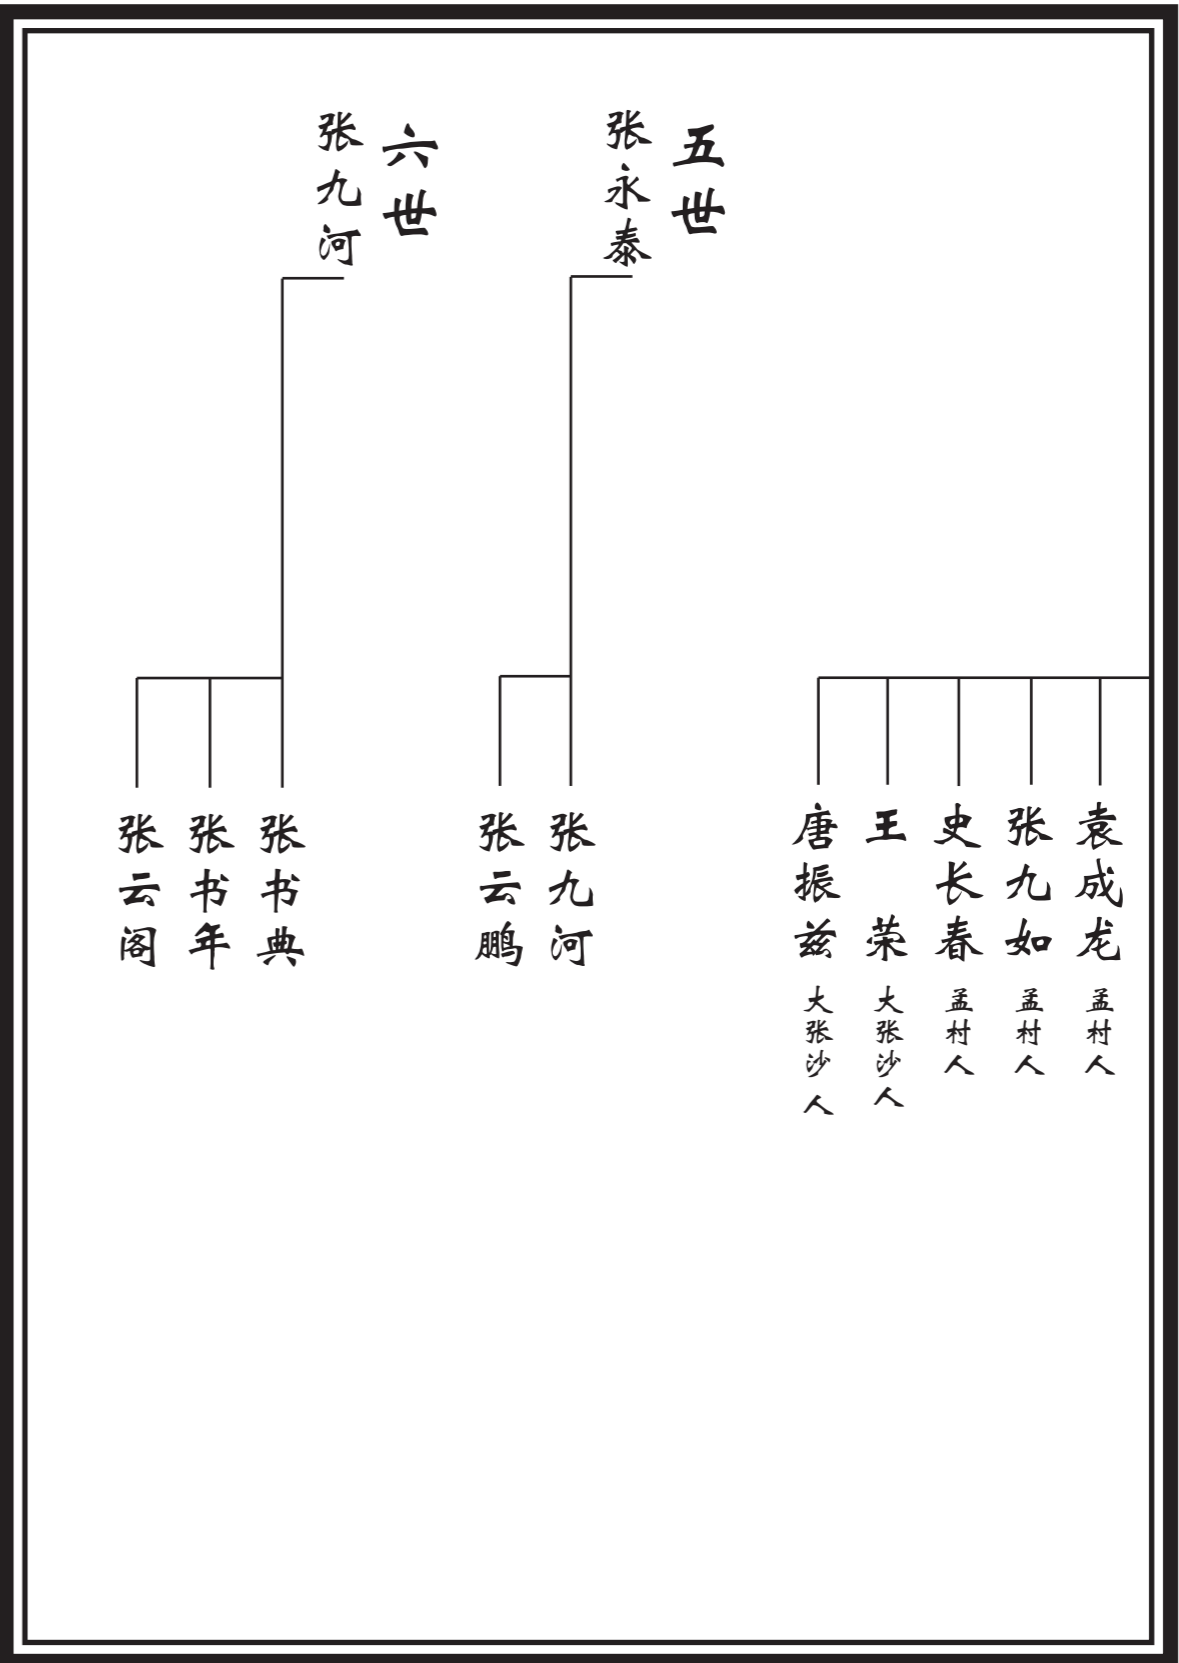 袁成龙 孟村人
张九如 孟村人
史长春 孟村人
王荣 大张沙人
唐振兹 大张沙人
五世
张永泰
张九河
张云鹏
六世
张九河
张书典
张书年
张云阁